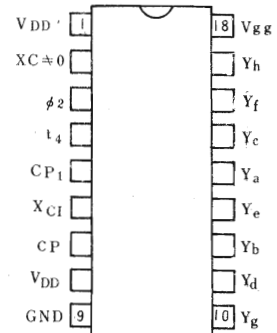 VDD' 1 18 Vgg
XC≒0 Yh
φ2 Yf
t4 Yc
CP1 Ya
XCI Ye
CP Yb
VDD Yd
GND 9 10 Yg